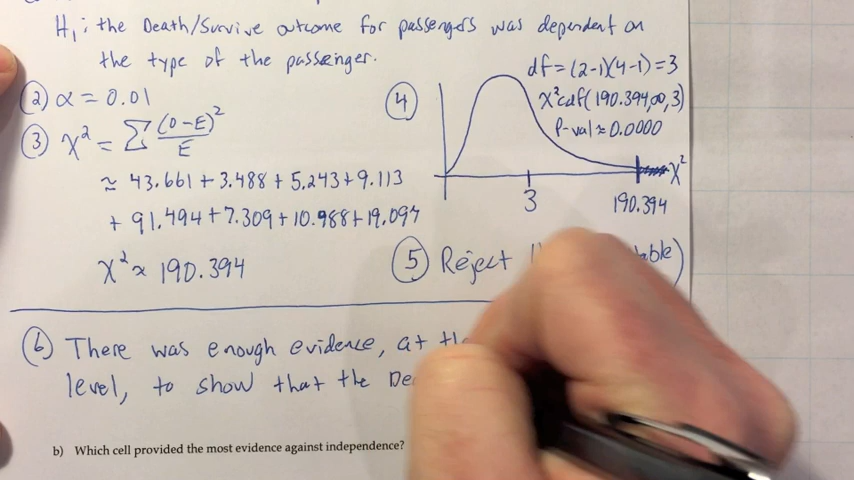 H₁: the Death/Survive outcome for passengers was dependent on
the type of the passenger.
② α = 0.01
③ χ² = Σ (O-E)²/E
≈ 43.661 + 3.488 + 5.243 + 9.113
+ 91.494 + 7.309 + 10.988 + 19.097
χ² ≈ 190.394
④ df = (2-1)(4-1) = 3
χ²cdf(190.394, ∞, 3)
P-val ≈ 0.0000
χ²
3
190.394
⑤ Reject
⑥ There was enough evidence, at
level, to show that the
b) Which cell provided the most evidence against independence?